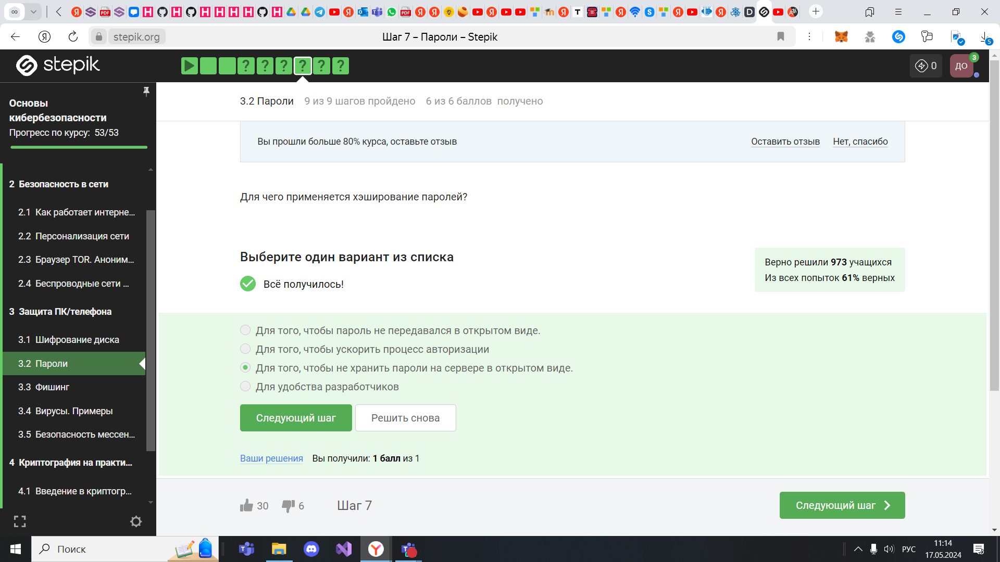 stepik.org
Шаг 7 – Пароли – Stepik
5
stepik
? ? ? ? ? ?
0
ДО
3
Основы
кибербезопасности
Прогресс по курсу: 53/53
2 Безопасность в сети
2.1 Как работает интерне...
2.2 Персонализация сети
2.3 Браузер TOR. Аноним...
2.4 Беспроводные сети ...
3 Защита ПК/телефона
3.1 Шифрование диска
3.2 Пароли
3.3 Фишинг
3.4 Вирусы. Примеры
3.5 Безопасность мессен...
4 Криптография на практи...
4.1 Введение в криптогр...
3.2 Пароли 9 из 9 шагов пройдено 6 из 6 баллов получено
Вы прошли больше 80% курса, оставьте отзыв
Оставить отзыв Нет, спасибо
Для чего применяется хэширование паролей?
Выберите один вариант из списка
Всё получилось!
Верно решили 973 учащихся
Из всех попыток 61% верных
Для того, чтобы пароль не передавался в открытом виде.
Для того, чтобы ускорить процесс авторизации
Для того, чтобы не хранить пароли на сервере в открытом виде.
Для удобства разработчиков
Следующий шаг Решить снова
Ваши решения Вы получили: 1 балл из 1
30 6 Шаг 7
Следующий шаг
Поиск
РУС
11:14
17.05.2024